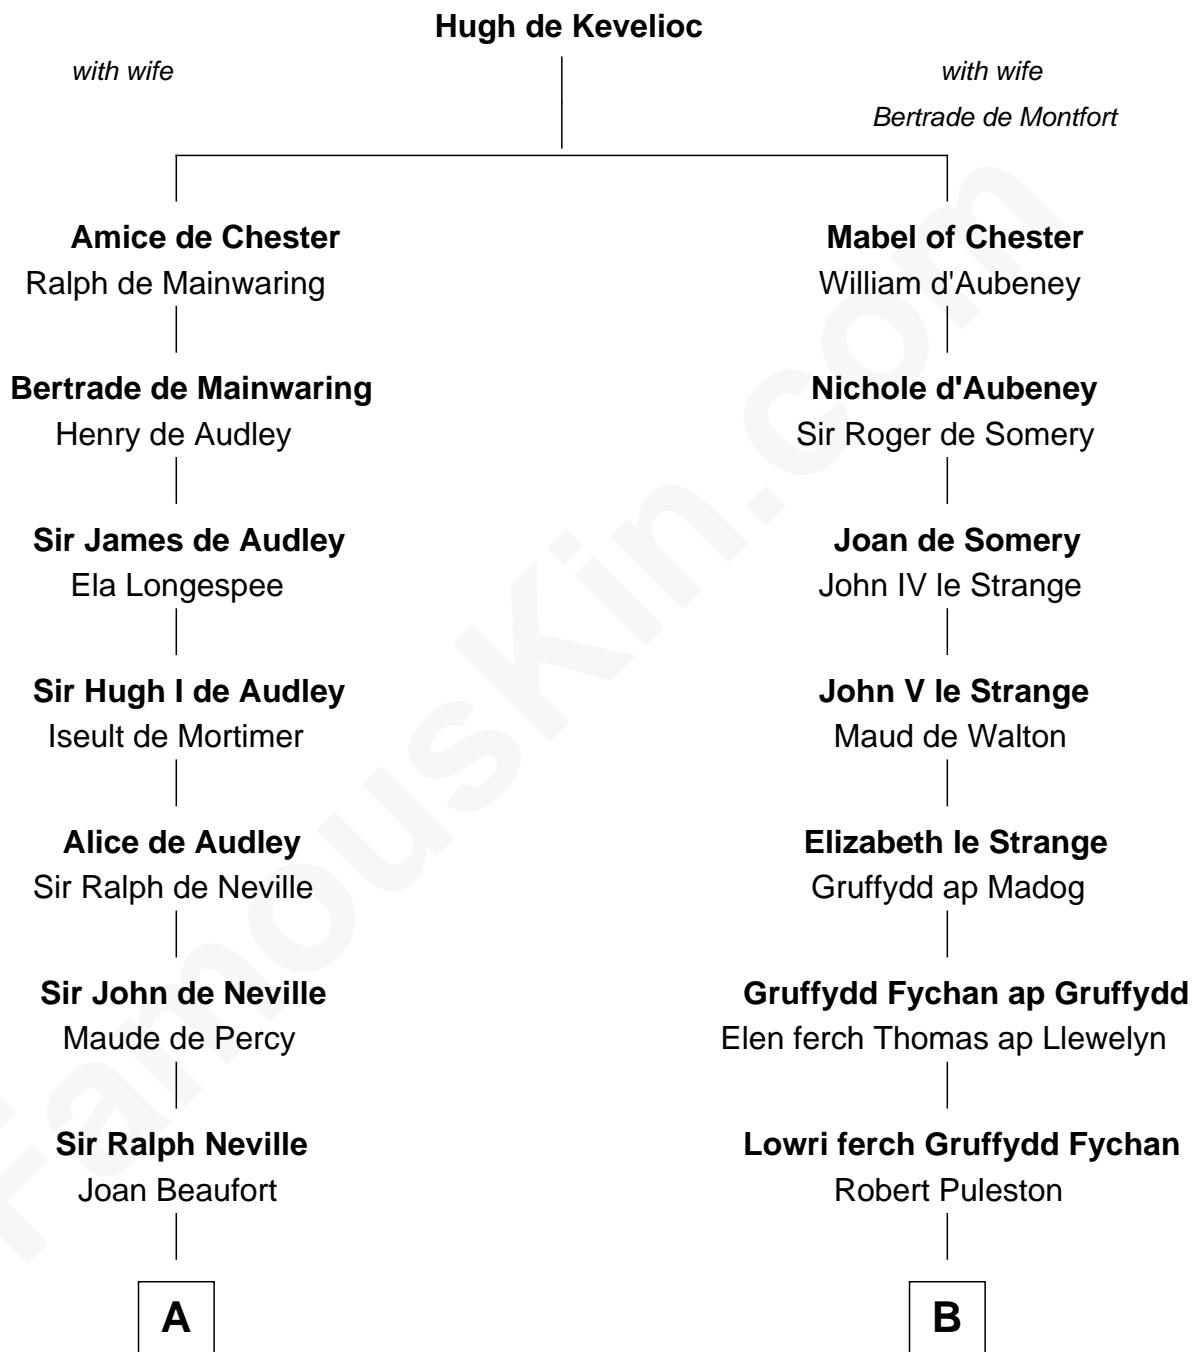 Hugh de Kevelioc
with wife
with wife
Bertrade de Montfort
Amice de Chester
Ralph de Mainwaring
Mabel of Chester
William d'Aubeney
Bertrade de Mainwaring
Henry de Audley
Nichole d'Aubeney
Sir Roger de Somery
Sir James de Audley
Ela Longespee
Joan de Somery
John IV le Strange
Sir Hugh I de Audley
Iseult de Mortimer
John V le Strange
Maud de Walton
Alice de Audley
Sir Ralph de Neville
Elizabeth le Strange
Gruffydd ap Madog
Sir John de Neville
Maude de Percy
Gruffydd Fychan ap Gruffydd
Elen ferch Thomas ap Llewelyn
Sir Ralph Neville
Joan Beaufort
Lowri ferch Gruffydd Fychan
Robert Puleston
A
B
FamousKin.com